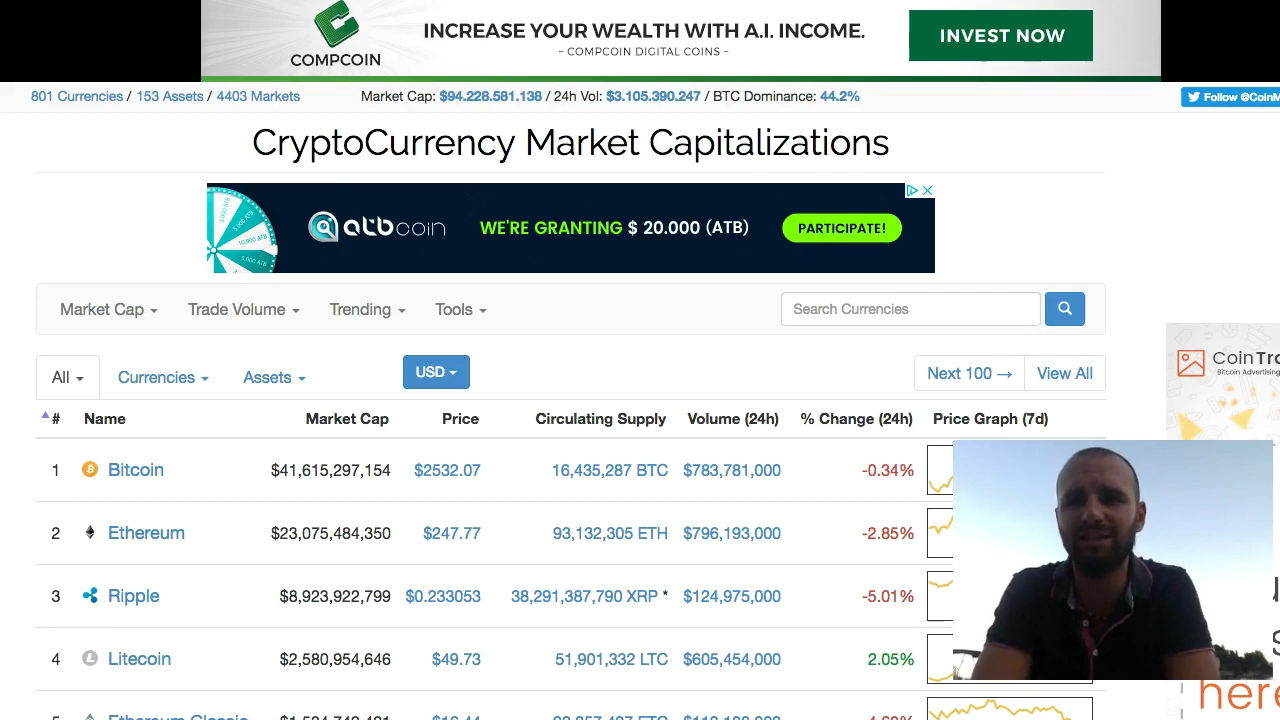 INCREASE YOUR WEALTH WITH A.I. INCOME.
COMPCOIN
– COMPCOIN DIGITAL COINS –
INVEST NOW
801 Currencies / 153 Assets / 4403 Markets
Market Cap: $94.228.581.138 / 24h Vol: $3.105.390.247 / BTC Dominance: 44.2%
Follow @CoinM
CryptoCurrency Market Capitalizations
atbcoin WE'RE GRANTING $ 20.000 (ATB) PARTICIPATE!
Market Cap Trade Volume Trending Tools Search Currencies
All Currencies Assets USD Next 100 → View All
CoinTra
Bitcoin Advertising
# Name Market Cap Price Circulating Supply Volume (24h) % Change (24h) Price Graph (7d)
1 Bitcoin $41,615,297,154 $2532.07 16,435,287 BTC $783,781,000 -0.34%
2 Ethereum $23,075,484,350 $247.77 93,132,305 ETH $796,193,000 -2.85%
3 Ripple $8,923,922,799 $0.233053 38,291,387,790 XRP * $124,975,000 -5.01%
4 Litecoin $2,580,954,646 $49.73 51,901,332 LTC $605,454,000 2.05%
here
5 Ethereum Classic